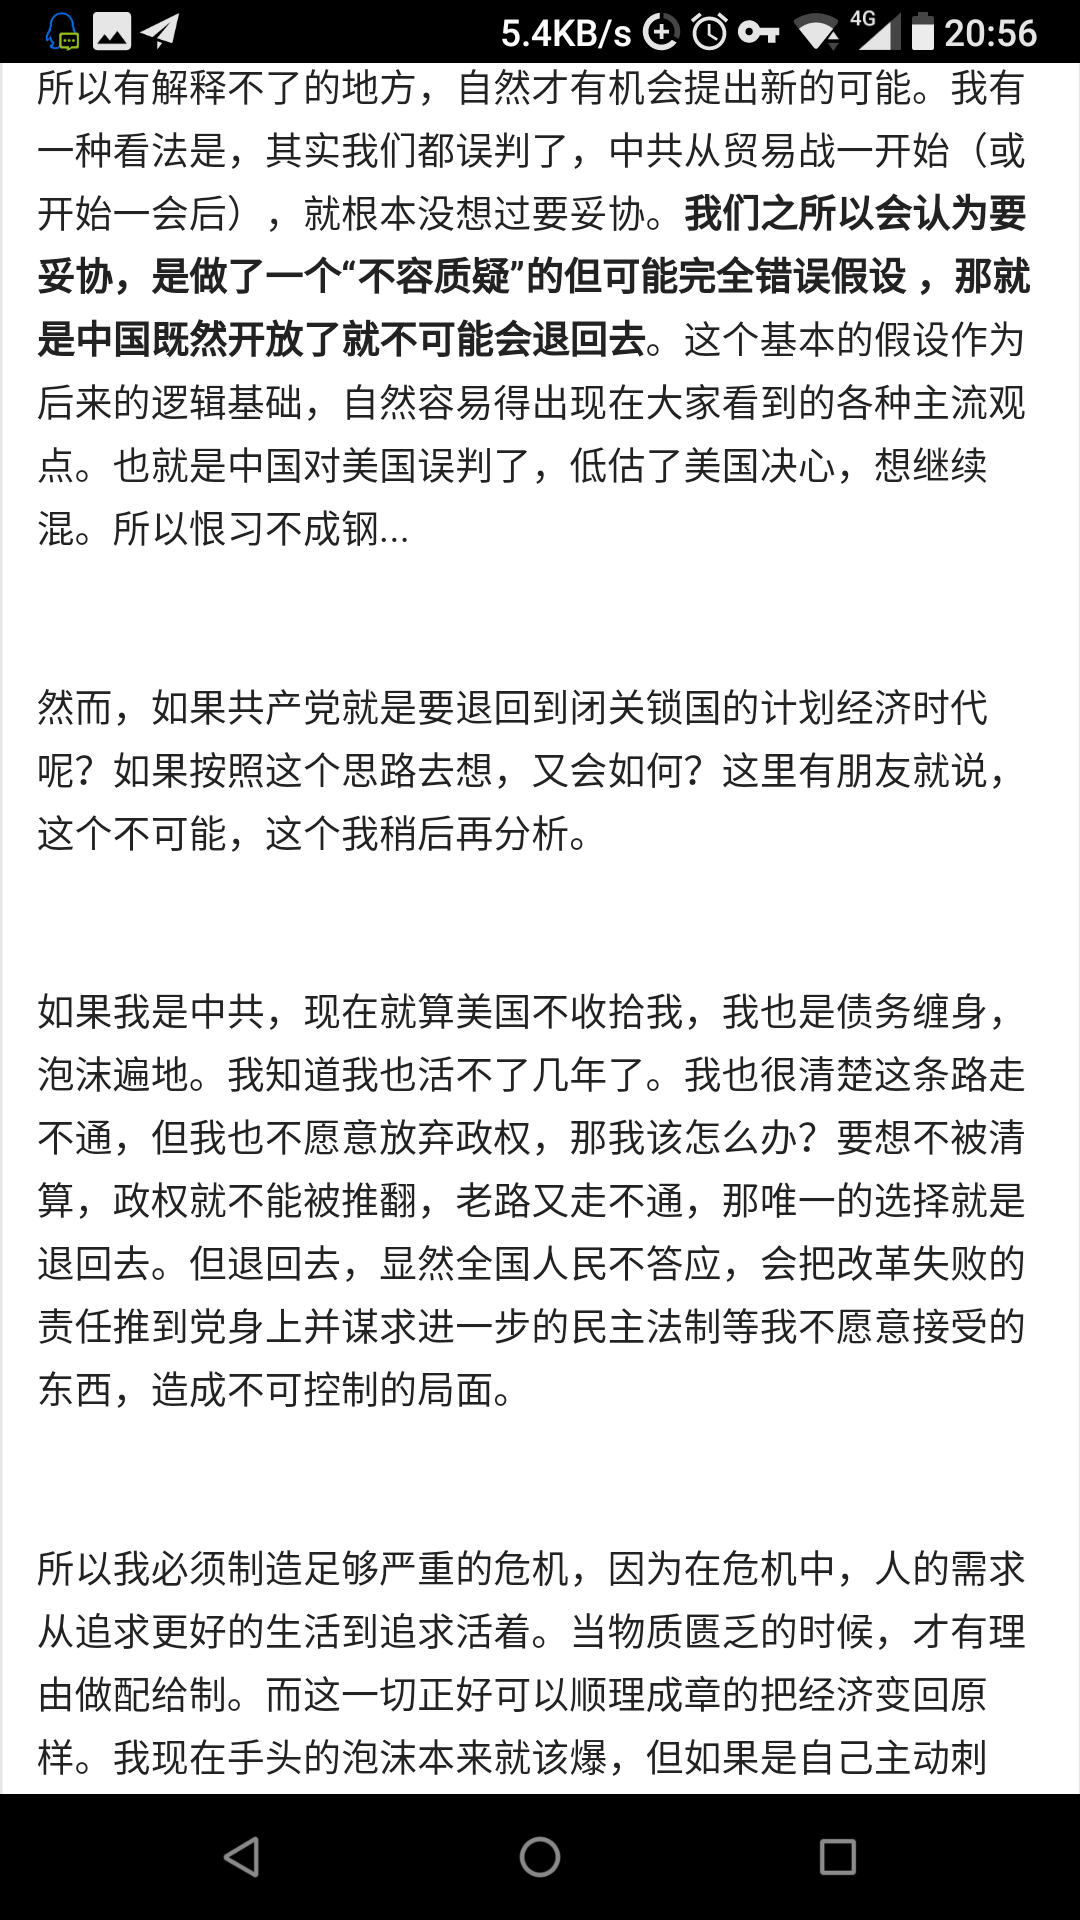 5.4KB/s 4G 20:56
所以有解释不了的地方，自然才有机会提出新的可能。我有
一种看法是，其实我们都误判了，中共从贸易战一开始（或
开始一会后），就根本没想过要妥协。我们之所以会认为要
妥协，是做了一个“不容质疑”的但可能完全错误假设 ，那就
是中国既然开放了就不可能会退回去。这个基本的假设作为
后来的逻辑基础，自然容易得出现在大家看到的各种主流观
点。也就是中国对美国误判了，低估了美国决心，想继续
混。所以恨习不成钢...
然而，如果共产党就是要退回到闭关锁国的计划经济时代
呢？如果按照这个思路去想，又会如何？这里有朋友就说，
这个不可能，这个我稍后再分析。
如果我是中共，现在就算美国不收拾我，我也是债务缠身，
泡沫遍地。我知道我也活不了几年了。我也很清楚这条路走
不通，但我也不愿意放弃政权，那我该怎么办？要想不被清
算，政权就不能被推翻，老路又走不通，那唯一的选择就是
退回去。但退回去，显然全国人民不答应，会把改革失败的
责任推到党身上并谋求进一步的民主法制等我不愿意接受的
东西，造成不可控制的局面。
所以我必须制造足够严重的危机，因为在危机中，人的需求
从追求更好的生活到追求活着。当物质匮乏的时候，才有理
由做配给制。而这一切正好可以顺理成章的把经济变回原
样。我现在手头的泡沫本来就该爆，但如果是自己主动刺